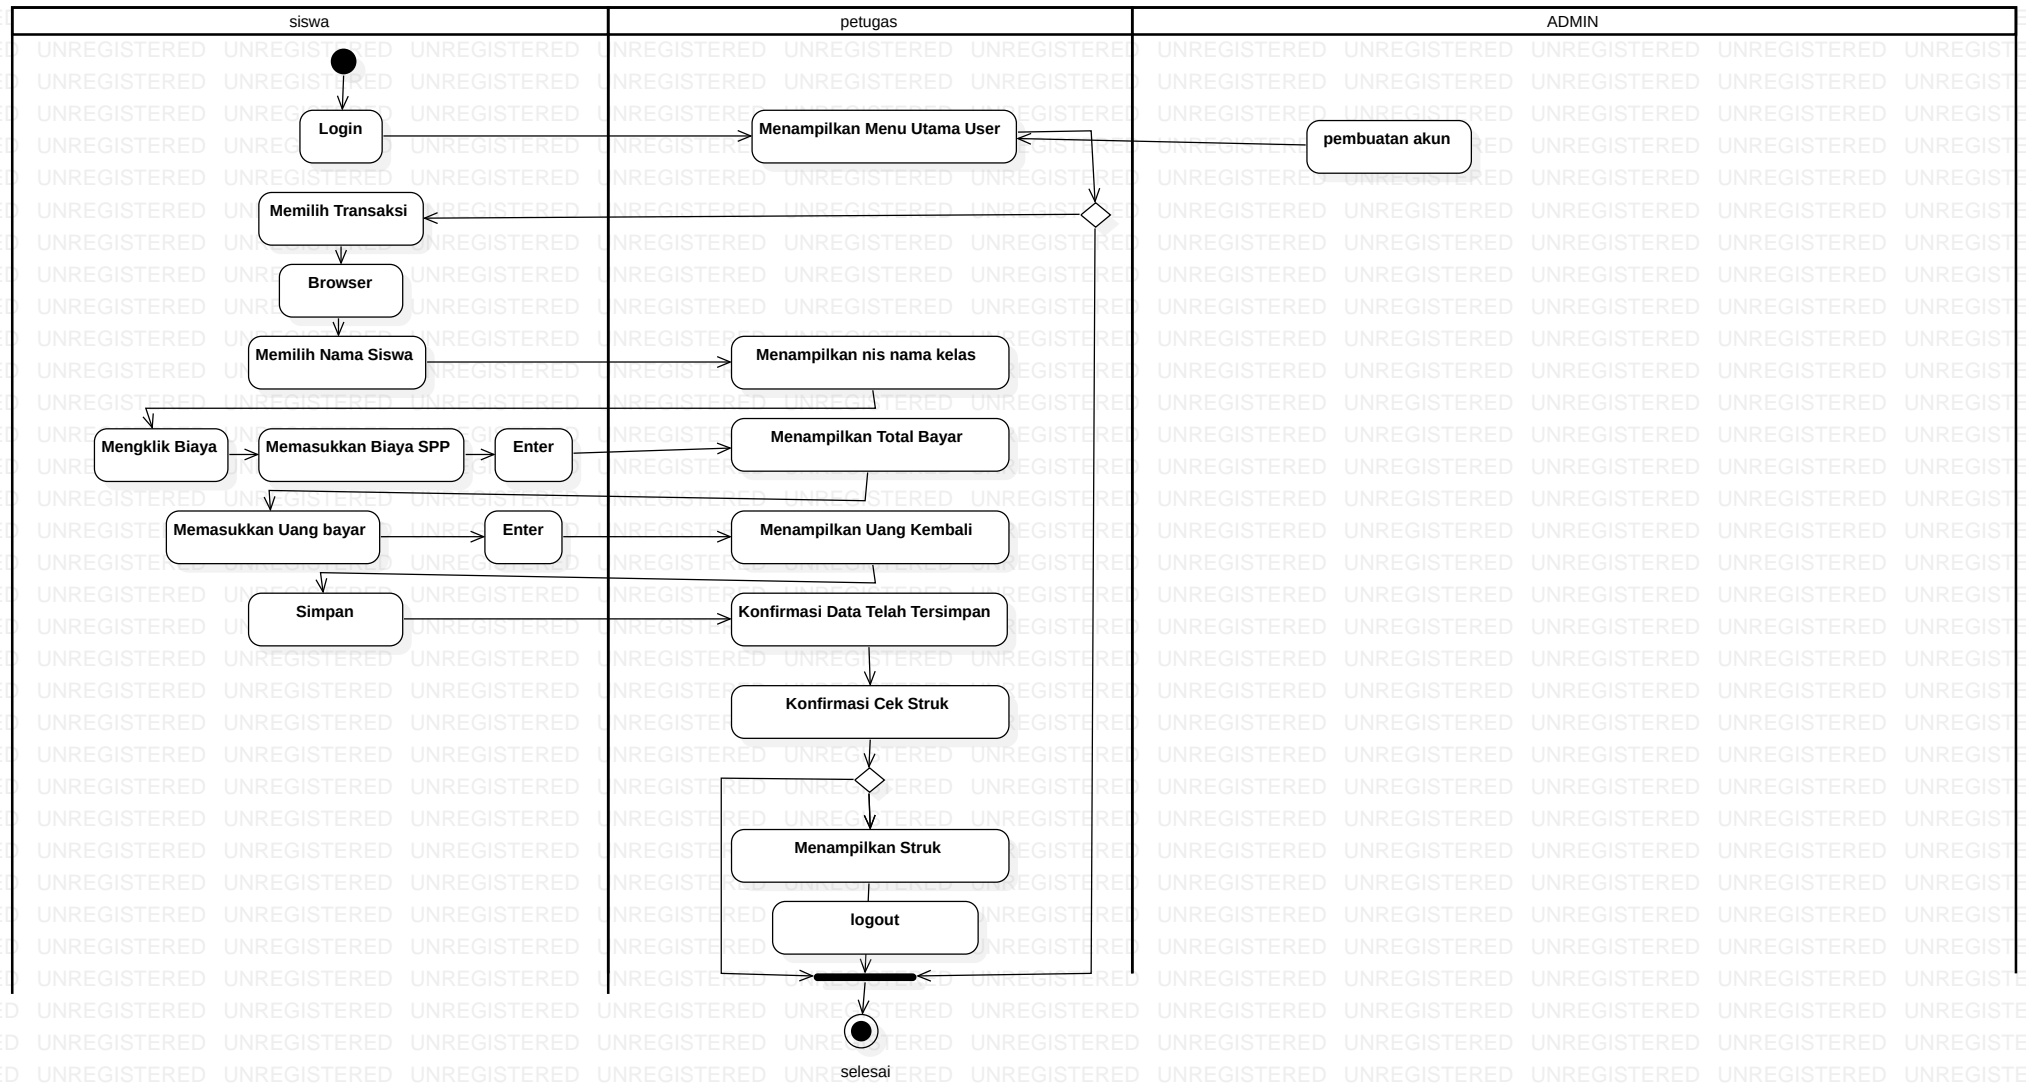 siswa
petugas
ADMIN
Login
Menampilkan Menu Utama User
pembuatan akun
Memilih Transaksi
Browser
Memilih Nama Siswa
Menampilkan nis nama kelas
Mengklik Biaya
Memasukkan Biaya SPP
Enter
Menampilkan Total Bayar
Memasukkan Uang bayar
Enter
Menampilkan Uang Kembali
Simpan
Konfirmasi Data Telah Tersimpan
Konfirmasi Cek Struk
Menampilkan Struk
logout
selesai
UNREGISTERED